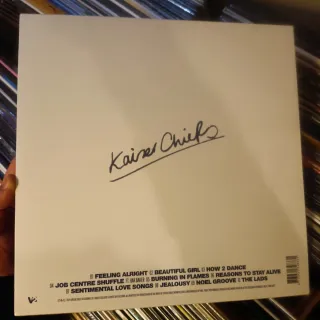 Kaiser Chiefs
FEELING ALRIGHT BEAUTIFUL GIRL HOW 2 DANCE
JOB CENTRE SHUFFLE BURNING IN FLAMES REASONS TO STAY ALIVE
SENTIMENTAL LOVE SONGS JEALOUSY NOEL GROOVE THE LADS